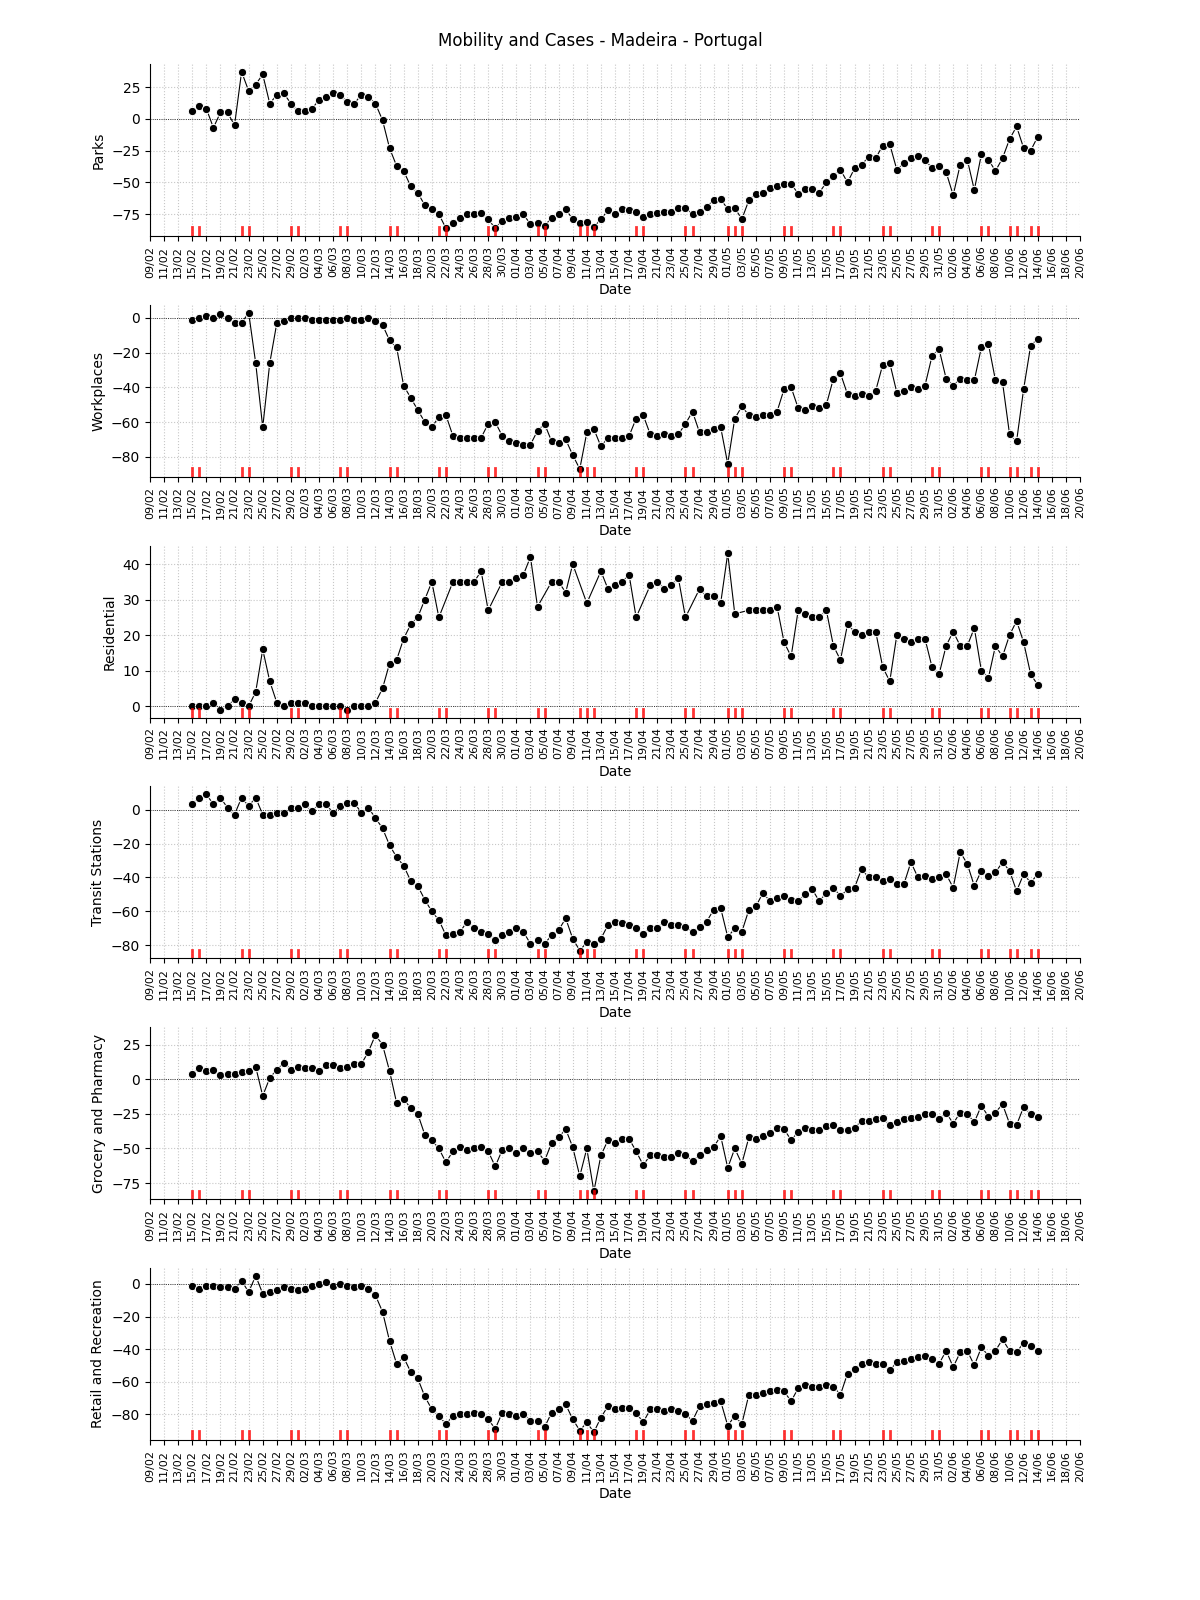 Mobility and Cases - Madeira - Portugal
Parks
25
0
−25
−50
−75
09/02 11/02 13/02 15/02 17/02 19/02 21/02 23/02 25/02 27/02 29/02 02/03 04/03 06/03 08/03 10/03 12/03 14/03 16/03 18/03 20/03 22/03 24/03 26/03 28/03 30/03 01/04 03/04 05/04 07/04 09/04 11/04 13/04 15/04 17/04 19/04 21/04 23/04 25/04 27/04 29/04 01/05 03/05 05/05 07/05 09/05 11/05 13/05 15/05 17/05 19/05 21/05 23/05 25/05 27/05 29/05 31/05 02/06 04/06 06/06 08/06 10/06 12/06 14/06 16/06 18/06 20/06
Date
Workplaces
0
−20
−40
−60
−80
09/02 11/02 13/02 15/02 17/02 19/02 21/02 23/02 25/02 27/02 29/02 02/03 04/03 06/03 08/03 10/03 12/03 14/03 16/03 18/03 20/03 22/03 24/03 26/03 28/03 30/03 01/04 03/04 05/04 07/04 09/04 11/04 13/04 15/04 17/04 19/04 21/04 23/04 25/04 27/04 29/04 01/05 03/05 05/05 07/05 09/05 11/05 13/05 15/05 17/05 19/05 21/05 23/05 25/05 27/05 29/05 31/05 02/06 04/06 06/06 08/06 10/06 12/06 14/06 16/06 18/06 20/06
Date
Residential
40
30
20
10
0
09/02 11/02 13/02 15/02 17/02 19/02 21/02 23/02 25/02 27/02 29/02 02/03 04/03 06/03 08/03 10/03 12/03 14/03 16/03 18/03 20/03 22/03 24/03 26/03 28/03 30/03 01/04 03/04 05/04 07/04 09/04 11/04 13/04 15/04 17/04 19/04 21/04 23/04 25/04 27/04 29/04 01/05 03/05 05/05 07/05 09/05 11/05 13/05 15/05 17/05 19/05 21/05 23/05 25/05 27/05 29/05 31/05 02/06 04/06 06/06 08/06 10/06 12/06 14/06 16/06 18/06 20/06
Date
Transit Stations
0
−20
−40
−60
−80
09/02 11/02 13/02 15/02 17/02 19/02 21/02 23/02 25/02 27/02 29/02 02/03 04/03 06/03 08/03 10/03 12/03 14/03 16/03 18/03 20/03 22/03 24/03 26/03 28/03 30/03 01/04 03/04 05/04 07/04 09/04 11/04 13/04 15/04 17/04 19/04 21/04 23/04 25/04 27/04 29/04 01/05 03/05 05/05 07/05 09/05 11/05 13/05 15/05 17/05 19/05 21/05 23/05 25/05 27/05 29/05 31/05 02/06 04/06 06/06 08/06 10/06 12/06 14/06 16/06 18/06 20/06
Date
Grocery and Pharmacy
25
0
−25
−50
−75
09/02 11/02 13/02 15/02 17/02 19/02 21/02 23/02 25/02 27/02 29/02 02/03 04/03 06/03 08/03 10/03 12/03 14/03 16/03 18/03 20/03 22/03 24/03 26/03 28/03 30/03 01/04 03/04 05/04 07/04 09/04 11/04 13/04 15/04 17/04 19/04 21/04 23/04 25/04 27/04 29/04 01/05 03/05 05/05 07/05 09/05 11/05 13/05 15/05 17/05 19/05 21/05 23/05 25/05 27/05 29/05 31/05 02/06 04/06 06/06 08/06 10/06 12/06 14/06 16/06 18/06 20/06
Date
Retail and Recreation
0
−20
−40
−60
−80
09/02 11/02 13/02 15/02 17/02 19/02 21/02 23/02 25/02 27/02 29/02 02/03 04/03 06/03 08/03 10/03 12/03 14/03 16/03 18/03 20/03 22/03 24/03 26/03 28/03 30/03 01/04 03/04 05/04 07/04 09/04 11/04 13/04 15/04 17/04 19/04 21/04 23/04 25/04 27/04 29/04 01/05 03/05 05/05 07/05 09/05 11/05 13/05 15/05 17/05 19/05 21/05 23/05 25/05 27/05 29/05 31/05 02/06 04/06 06/06 08/06 10/06 12/06 14/06 16/06 18/06 20/06
Date